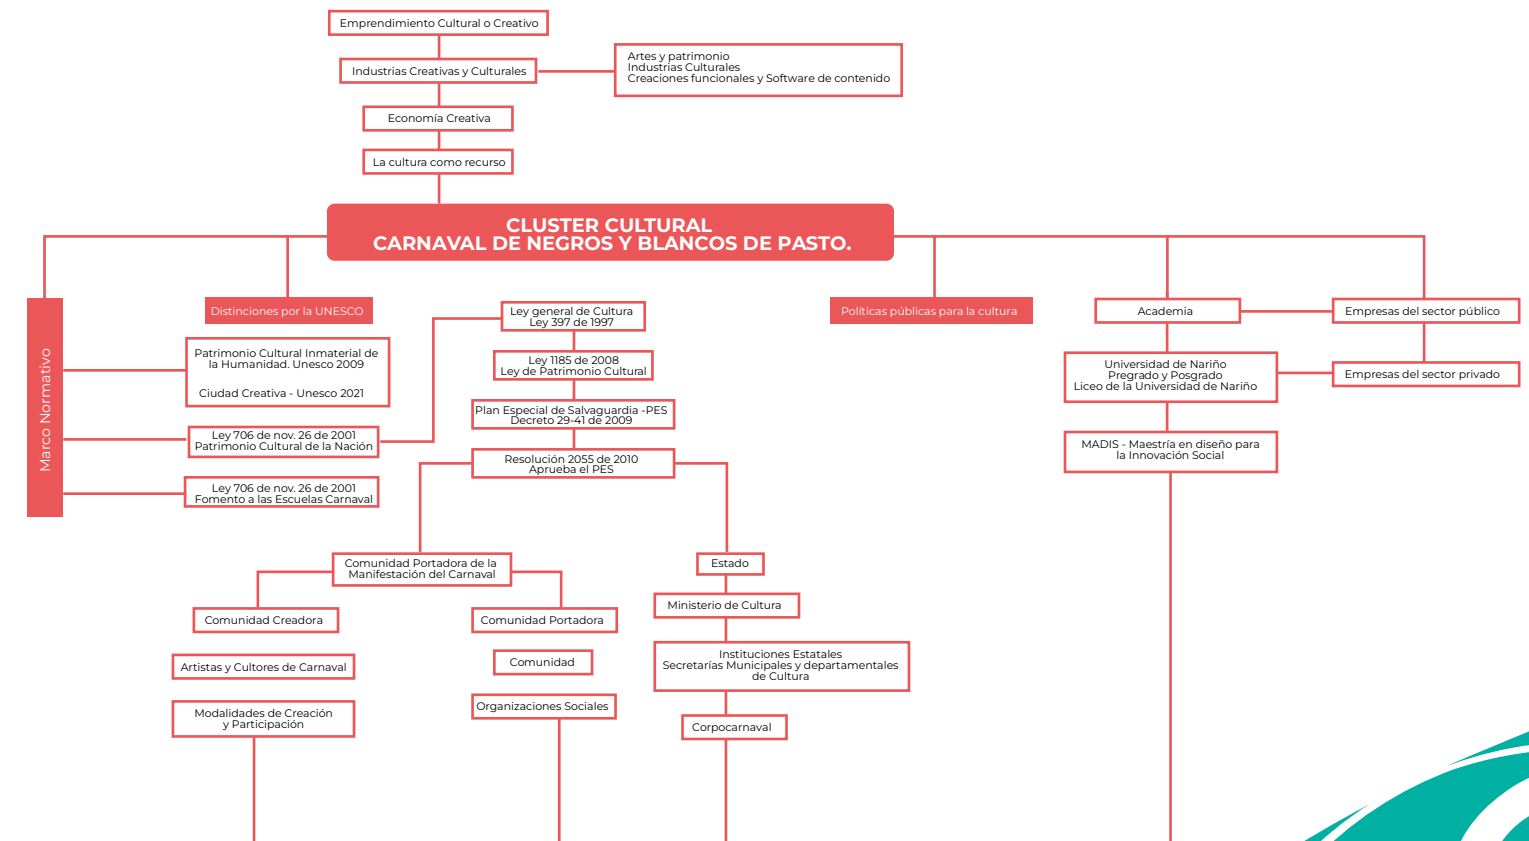 Emprendimiento Cultural o Creativo
Industrias Creativas y Culturales
Artes y patrimonio
Industrias Culturales
Creaciones funcionales y Software de contenido
Economía Creativa
La cultura como recurso
CLUSTER CULTURAL
CARNAVAL DE NEGROS Y BLANCOS DE PASTO.
Marco Normativo
Distinciones por la UNESCO
Patrimonio Cultural Inmaterial de
la Humanidad. Unesco 2009
Ciudad Creativa - Unesco 2021
Ley 706 de nov. 26 de 2001
Patrimonio Cultural de la Nación
Ley 706 de nov. 26 de 2001
Fomento a las Escuelas Carnaval
Ley general de Cultura
Ley 397 de 1997
Ley 1185 de 2008
Ley de Patrimonio Cultural
Plan Especial de Salvaguardia -PES
Decreto 29-41 de 2009
Resolución 2055 de 2010
Aprueba el PES
Comunidad Portadora de la
Manifestación del Carnaval
Comunidad Creadora
Artistas y Cultores de Carnaval
Modalidades de Creación
y Participación
Comunidad Portadora
Comunidad
Organizaciones Sociales
Estado
Ministerio de Cultura
Instituciones Estatales
Secretarías Municipales y departamentales
de Cultura
Corpocarnaval
Políticas públicas para la cultura
Academia
Universidad de Nariño
Pregrado y Posgrado
Liceo de la Universidad de Nariño
MADIS - Maestría en diseño para
la Innovación Social
Empresas del sector público
Empresas del sector privado